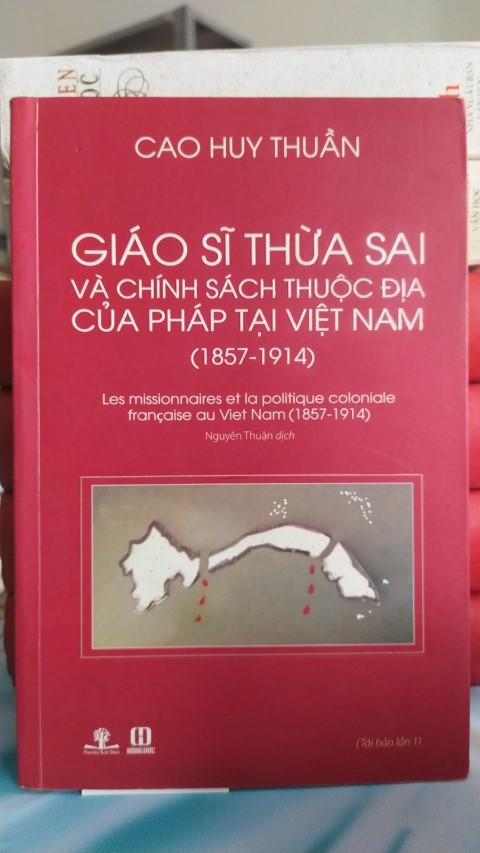 CAO HUY THUẦN
GIÁO SĨ THỪA SAI
VÀ CHÍNH SÁCH THUỘC ĐỊA
CỦA PHÁP TẠI VIỆT NAM
(1857-1914)
Les missionnaires et la politique coloniale
française au Viet Nam (1857-1914)
Nguyên Thuận dịch
HỒNG ĐỨC
(Tái bản lần 1)